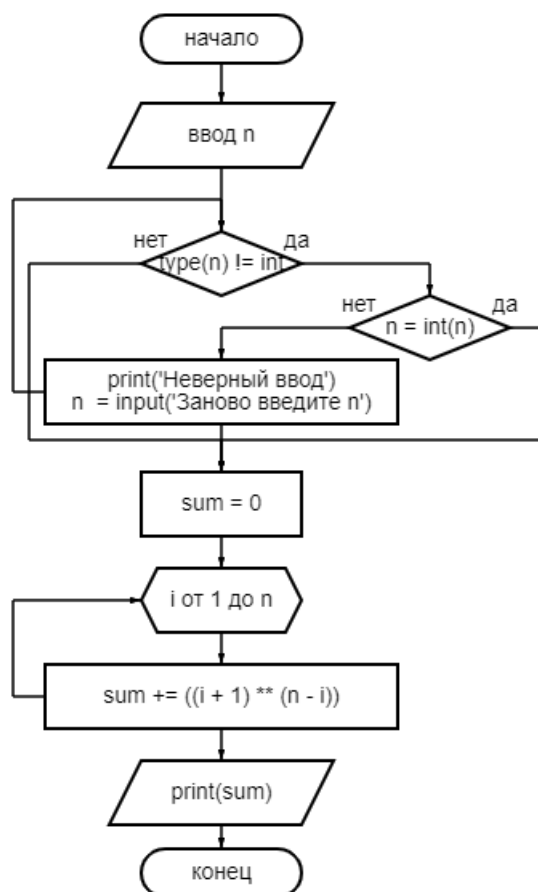 начало
ввод n
нет
да
type(n) != int
нет
да
n = int(n)
print('Неверный ввод')
n = input('Заново введите n')
sum = 0
i от 1 до n
sum += ((i + 1) ** (n - i))
print(sum)
конец